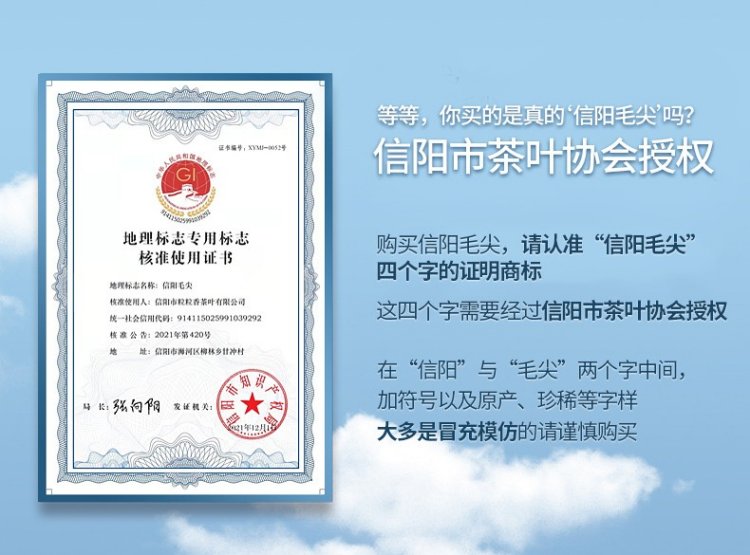 证书编号：XYMJ-0052号
中华人民共和国地理标志
GI
914115025991039292
地理标志专用标志
核准使用证书
地理标志名称：信阳毛尖
核准使用人：信阳市粒粒香茶叶有限公司
统一社会信用代码：914115025991039292
核准公告：2021年第420号
地 址：信阳市浉河区柳林乡甘冲村
局 长：张向阳 发证机关：
信阳市知识产权局
2021年12月1日
等等，你买的是真的‘信阳毛尖’吗？
信阳市茶叶协会授权
购买信阳毛尖，请认准“信阳毛尖”
四个字的证明商标
这四个字需要经过信阳市茶叶协会授权
在“信阳”与“毛尖”两个字中间，
加符号以及原产、珍稀等字样
大多是冒充模仿的请谨慎购买